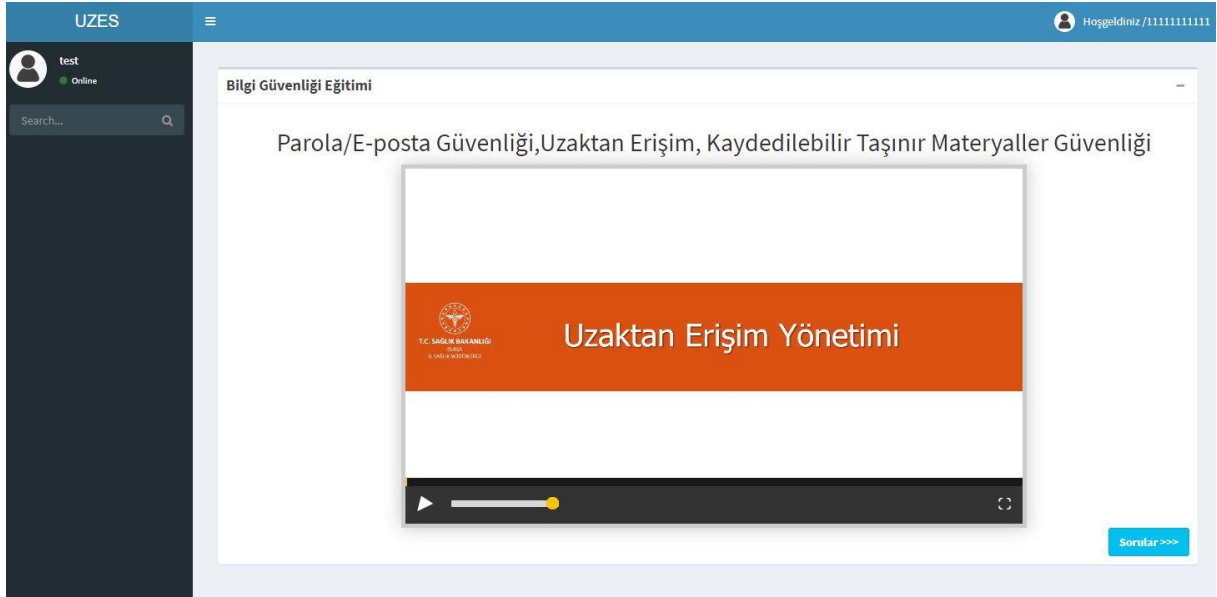 UZES
Hoşgeldiniz/11111111111
test
Online
Search...
Bilgi Güvenliği Eğitimi
Parola/E-posta Güvenliği,Uzaktan Erişim, Kaydedilebilir Taşınır Materyaller Güvenliği
T.C. SAĞLIK BAKANLIĞI
Uzaktan Erişim Yönetimi
Sorular >>>